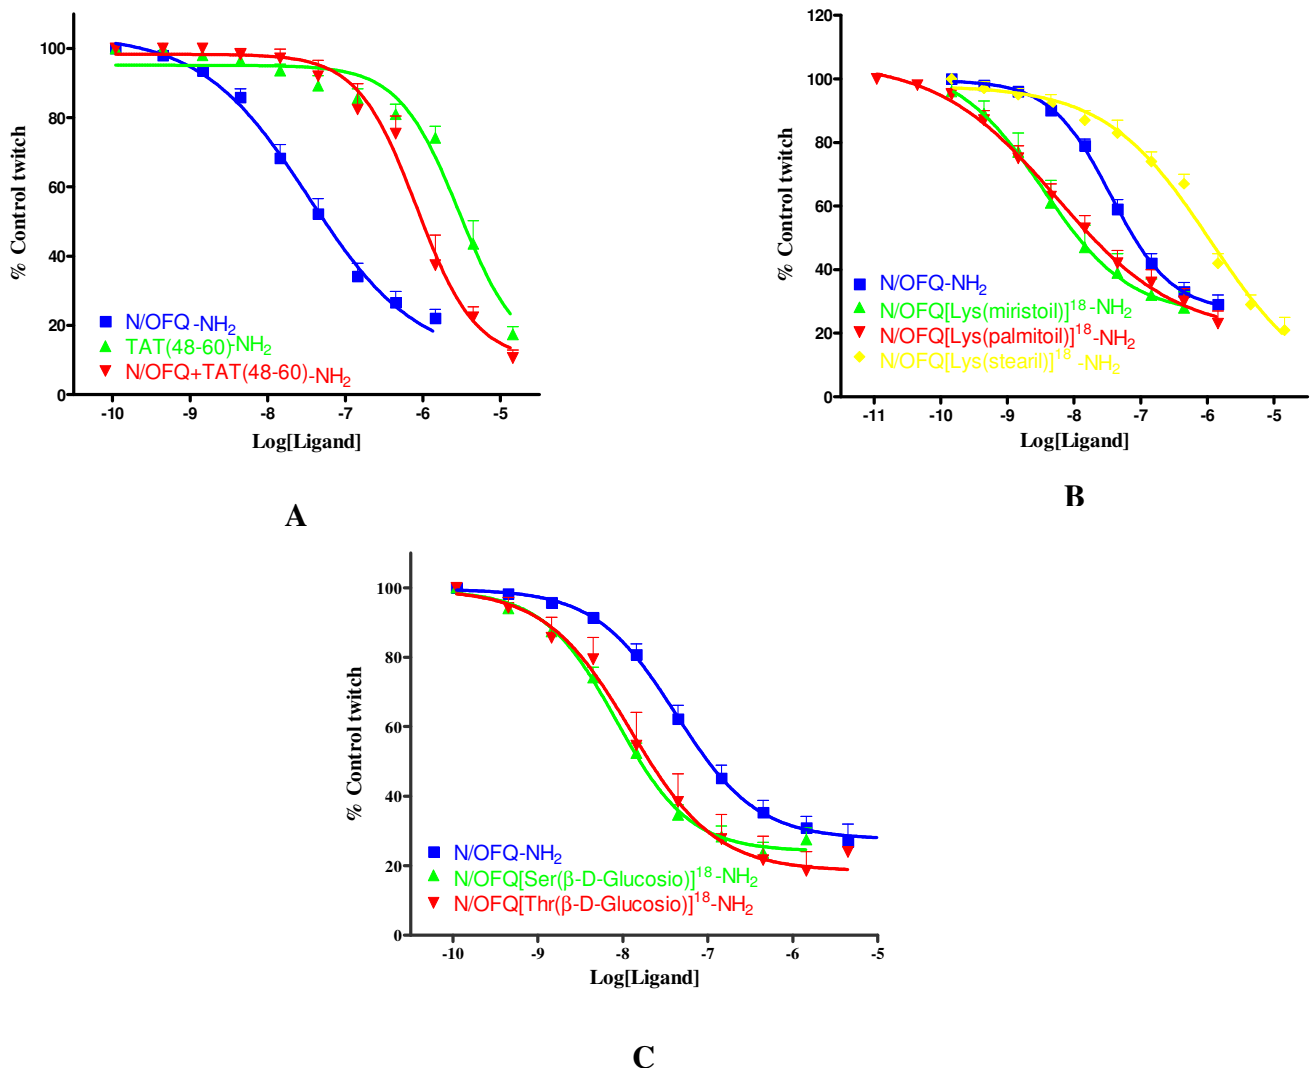 % Control twitch
100
80
60
40
20
0
N/OFQ-NH2
TAT(48-60)-NH2
N/OFQ+TAT(48-60)-NH2
-10 -9 -8 -7 -6 -5
Log[Ligand]
A
% Control twitch
120
100
80
60
40
20
0
N/OFQ-NH2
N/OFQ[Lys(miristoil)]18-NH2
N/OFQ[Lys(palmitoil)]18-NH2
N/OFQ[Lys(stearil)]18-NH2
-11 -10 -9 -8 -7 -6 -5
Log[Ligand]
B
% Control twitch
100
80
60
40
20
0
N/OFQ-NH2
N/OFQ[Ser(β-D-Glucosio)]18-NH2
N/OFQ[Thr(β-D-Glucosio)]18-NH2
-10 -9 -8 -7 -6 -5
Log[Ligand]
C